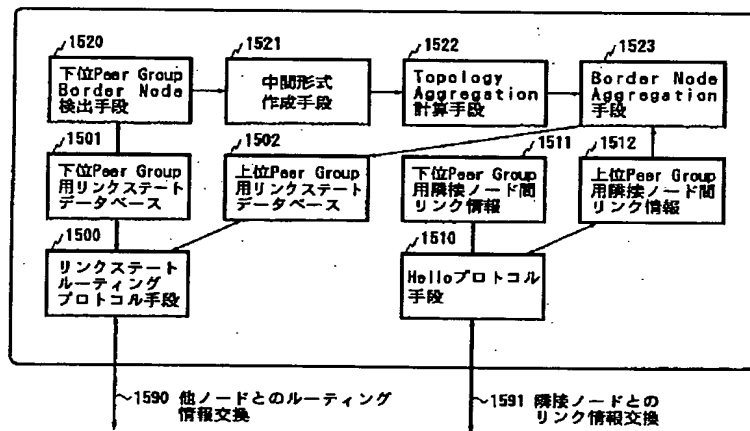 1520
下位Peer Group
Border Node
検出手段
1521
中間形式
作成手段
1522
Topology
Aggregation
計算手段
1523
Border Node
Aggregation
手段
1501
下位Peer Group
用リンクステート
データベース
1502
上位Peer Group
用リンクステート
データベース
1511
下位Peer Group
用隣接ノード間
リンク情報
1512
上位Peer Group
用隣接ノード間
リンク情報
1500
リンクステート
ルーティング
プロトコル手段
1510
Helloプロトコル
手段
1590 他ノードとのルーティング
情報交換
1591 隣接ノードとの
リンク情報交換